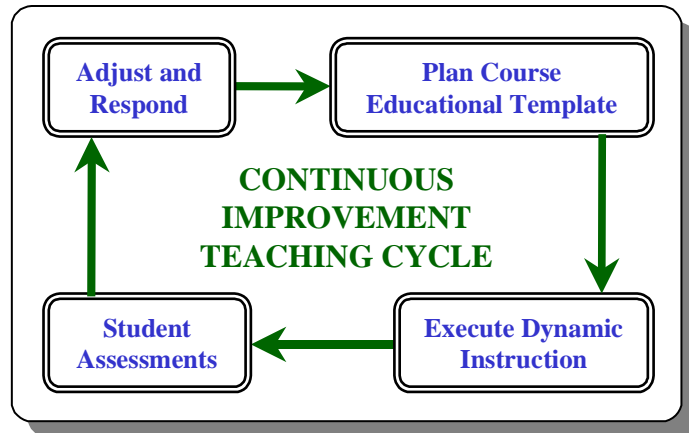 Adjust and
Respond
Plan Course
Educational Template
CONTINUOUS
IMPROVEMENT
TEACHING CYCLE
Student
Assessments
Execute Dynamic
Instruction